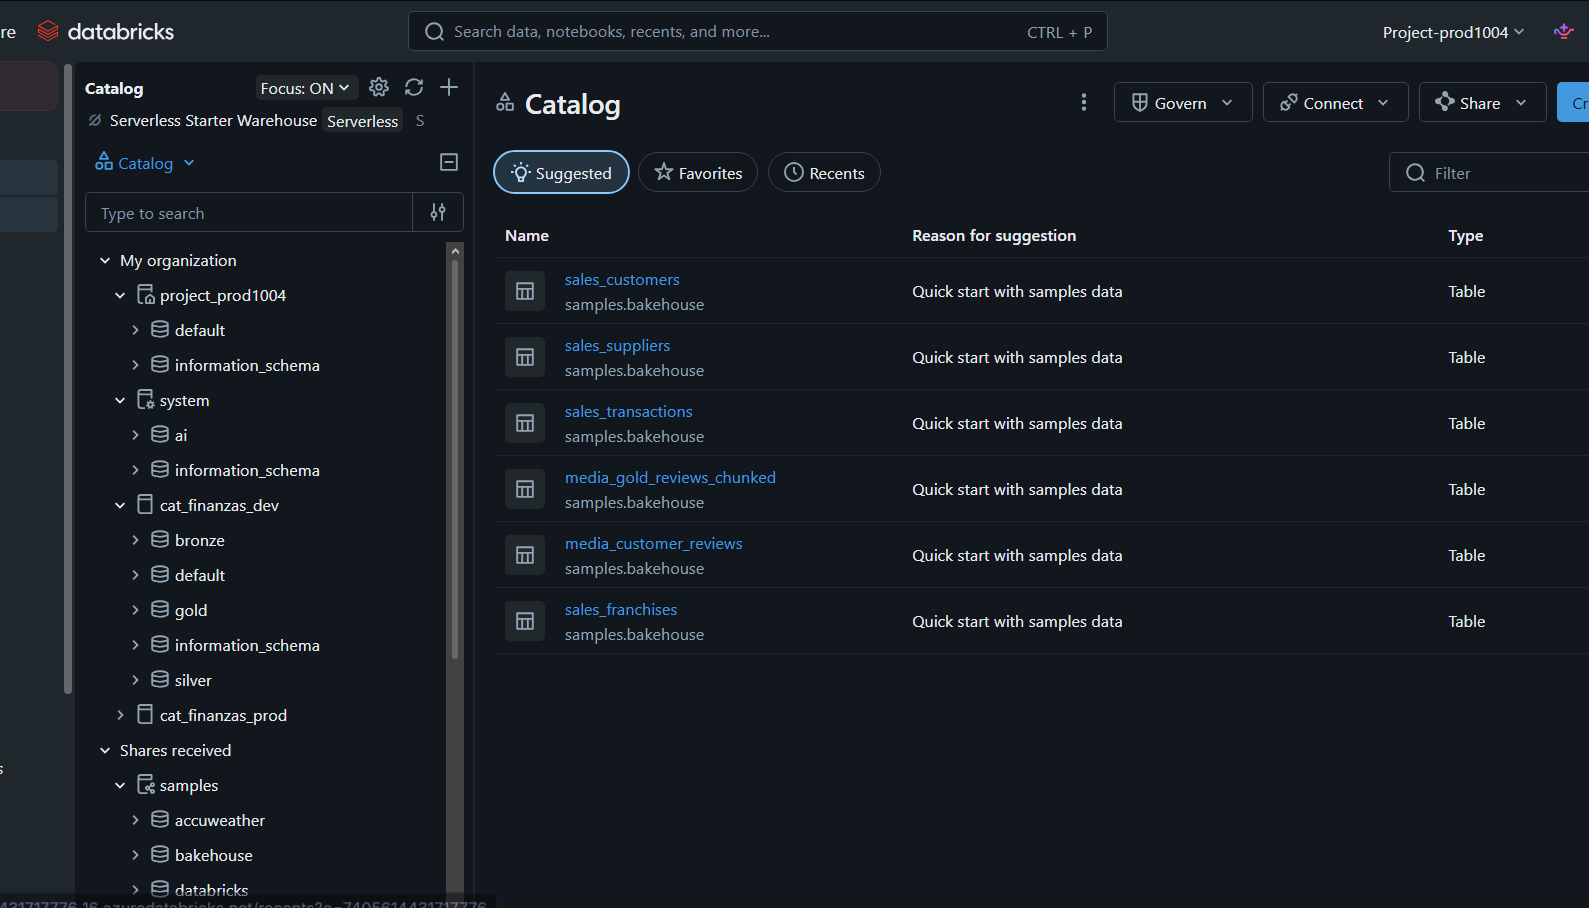 re
databricks
Search data, notebooks, recents, and more...
CTRL + P
Project-prod1004
Catalog
Focus: ON
Serverless Starter Warehouse
Serverless
S
Catalog
Type to search
My organization
project_prod1004
default
information_schema
system
ai
information_schema
cat_finanzas_dev
bronze
default
gold
information_schema
silver
cat_finanzas_prod
Shares received
samples
accuweather
bakehouse
databricks
s
Catalog
Govern
Connect
Share
Cr
Suggested
Favorites
Recents
Filter
Name
Reason for suggestion
Type
sales_customers
samples.bakehouse
Quick start with samples data
Table
sales_suppliers
samples.bakehouse
Quick start with samples data
Table
sales_transactions
samples.bakehouse
Quick start with samples data
Table
media_gold_reviews_chunked
samples.bakehouse
Quick start with samples data
Table
media_customer_reviews
samples.bakehouse
Quick start with samples data
Table
sales_franchises
samples.bakehouse
Quick start with samples data
Table